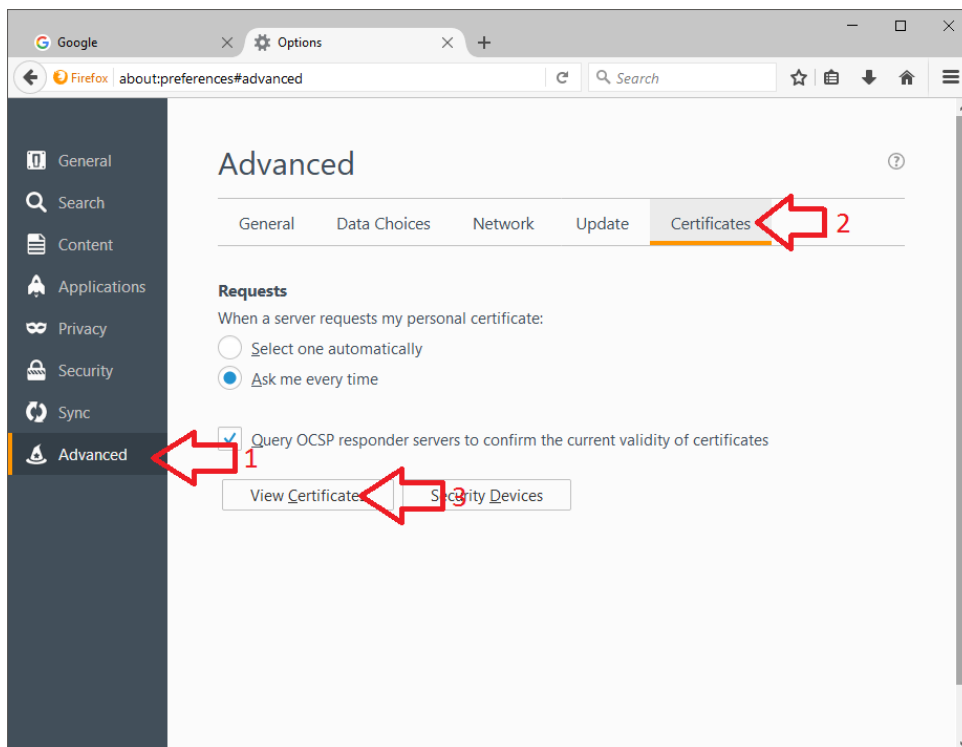 Google
Options
Firefox about:preferences#advanced
Search
General
Search
Content
Applications
Privacy
Security
Sync
Advanced
1
Advanced
?
General Data Choices Network Update Certificates 2
Requests
When a server requests my personal certificate:
Select one automatically
Ask me every time
Query OCSP responder servers to confirm the current validity of certificates
View Certificates 3 Security Devices